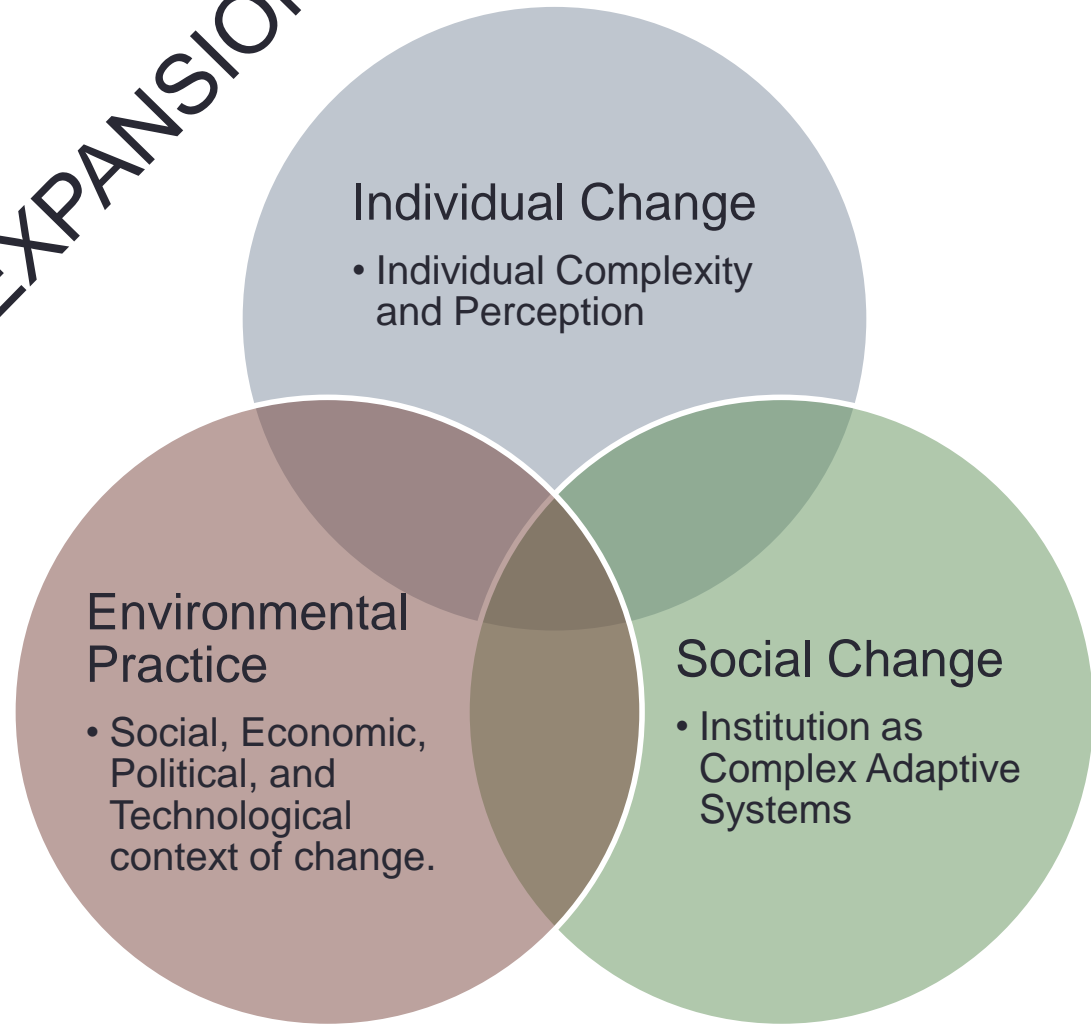 EXPANSION
Individual Change
• Individual Complexity
and Perception
Environmental
Practice
• Social, Economic,
Political, and
Technological
context of change.
Social Change
• Institution as
Complex Adaptive
Systems